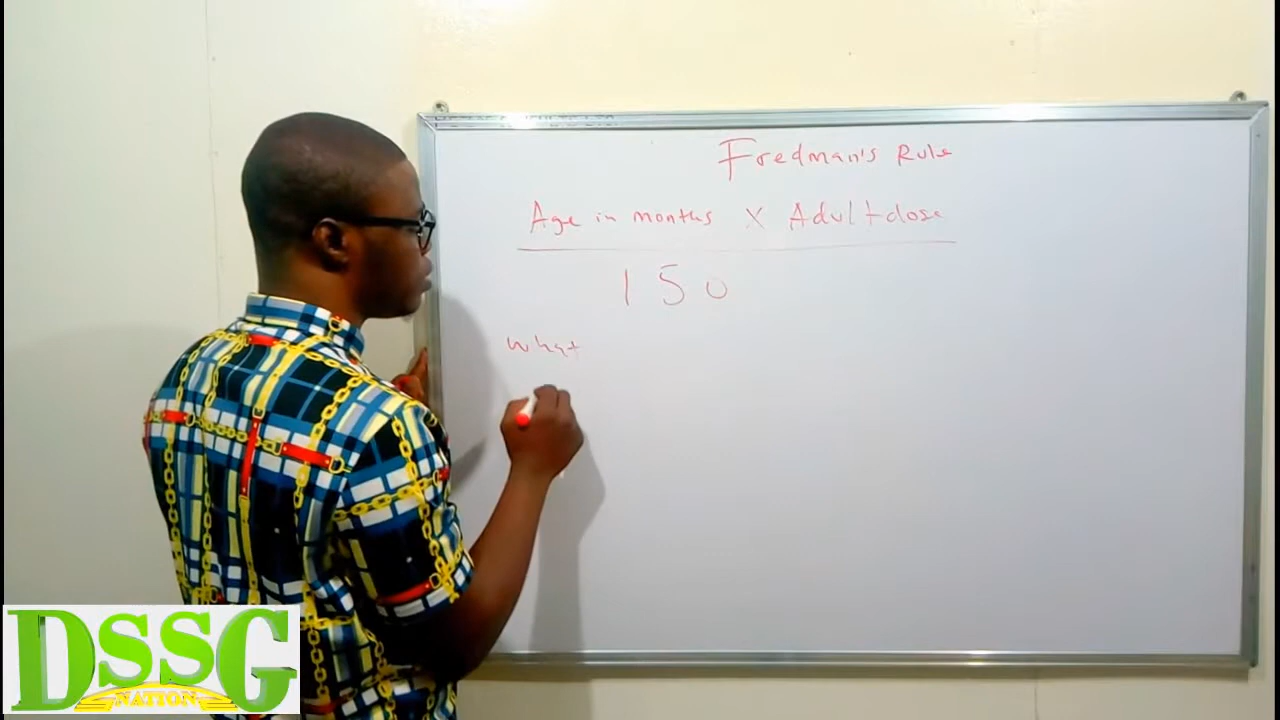 Fredman's Rule
Age in months X Adult dose
150
what
DSSG
NATION